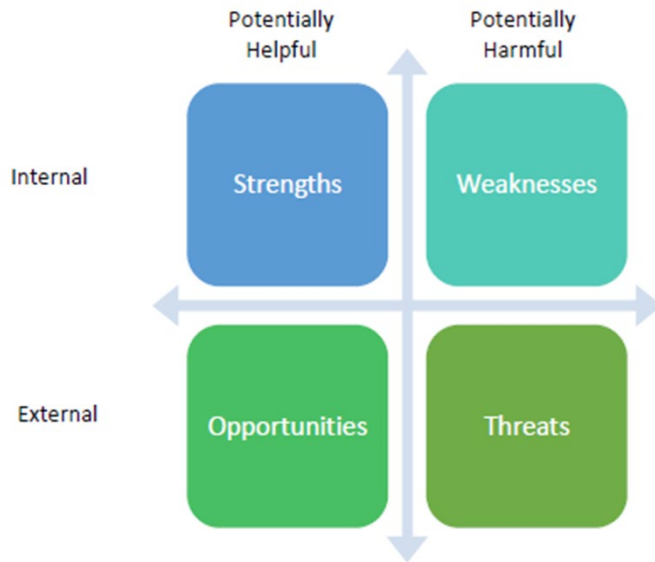 Potentially
Helpful
Potentially
Harmful
Internal
Strengths
Weaknesses
External
Opportunities
Threats